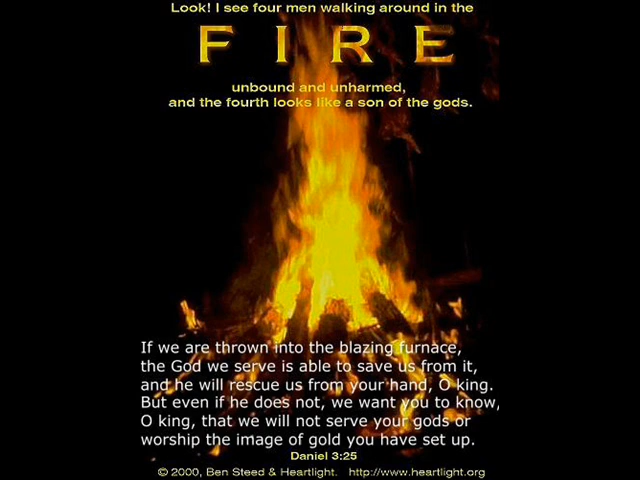 Look! I see four men walking around in the
FIRE
unbound and unharmed,
and the fourth looks like a son of the gods.
If we are thrown into the blazing furnace,
the God we serve is able to save us from it,
and he will rescue us from your hand, O king.
But even if he does not, we want you to know,
O king, that we will not serve your gods or
worship the image of gold you have set up.
Daniel 3:25
© 2000, Ben Steed & Heartlight. http://www.heartlight.org